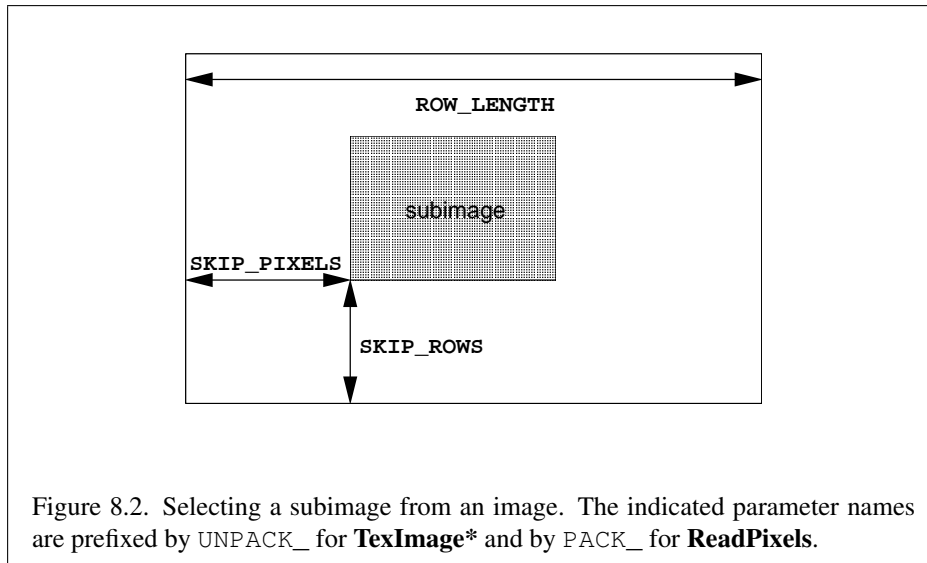 ROW_LENGTH
subimage
SKIP_PIXELS
SKIP_ROWS
Figure 8.2. Selecting a subimage from an image. The indicated parameter names
are prefixed by UNPACK_ for TexImage* and by PACK_ for ReadPixels.